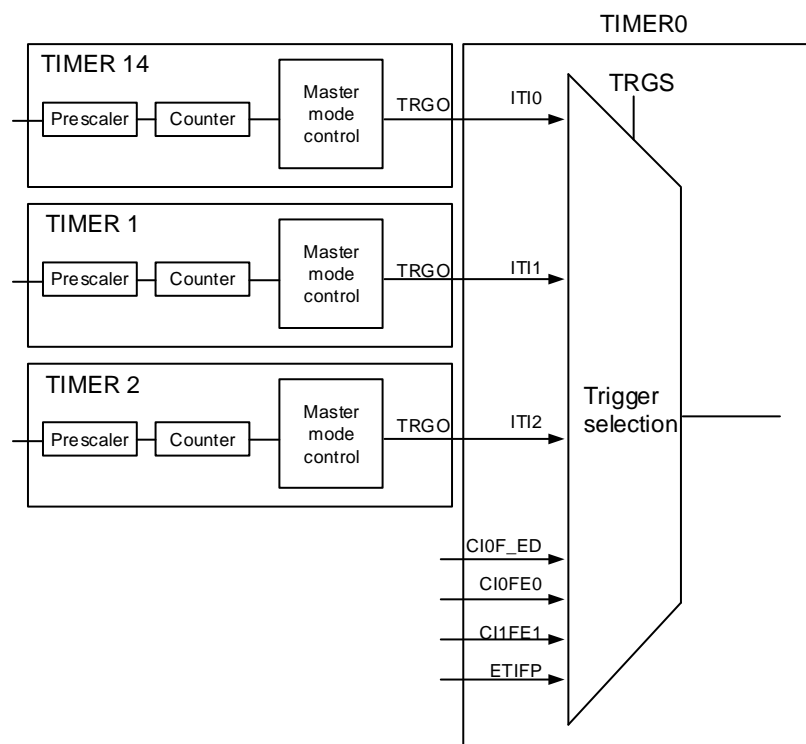 TIMER0
TIMER 14
Prescaler
Counter
Master
mode
control
TRGO
ITI0
TRGS
TIMER 1
Prescaler
Counter
Master
mode
control
TRGO
ITI1
TIMER 2
Prescaler
Counter
Master
mode
control
TRGO
ITI2
Trigger
selection
CI0F_ED
CI0FE0
CI1FE1
ETIFP